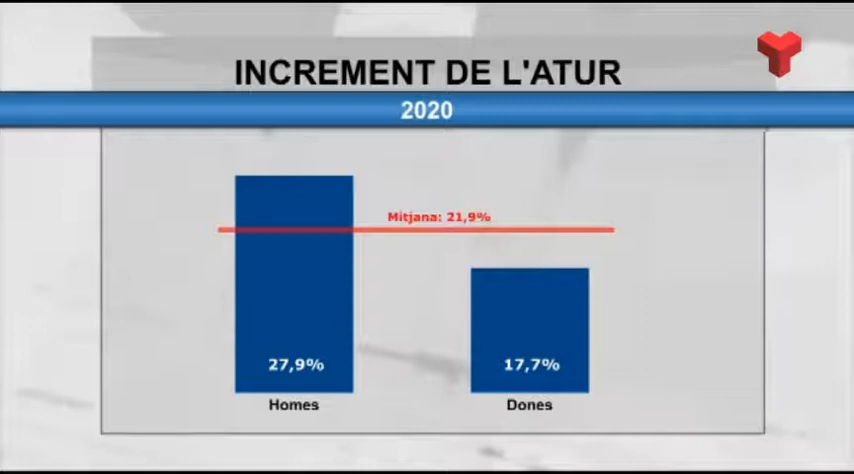 INCREMENT DE L'ATUR
2020
Mitjana: 21,9%
27,9%
17,7%
Homes
Dones